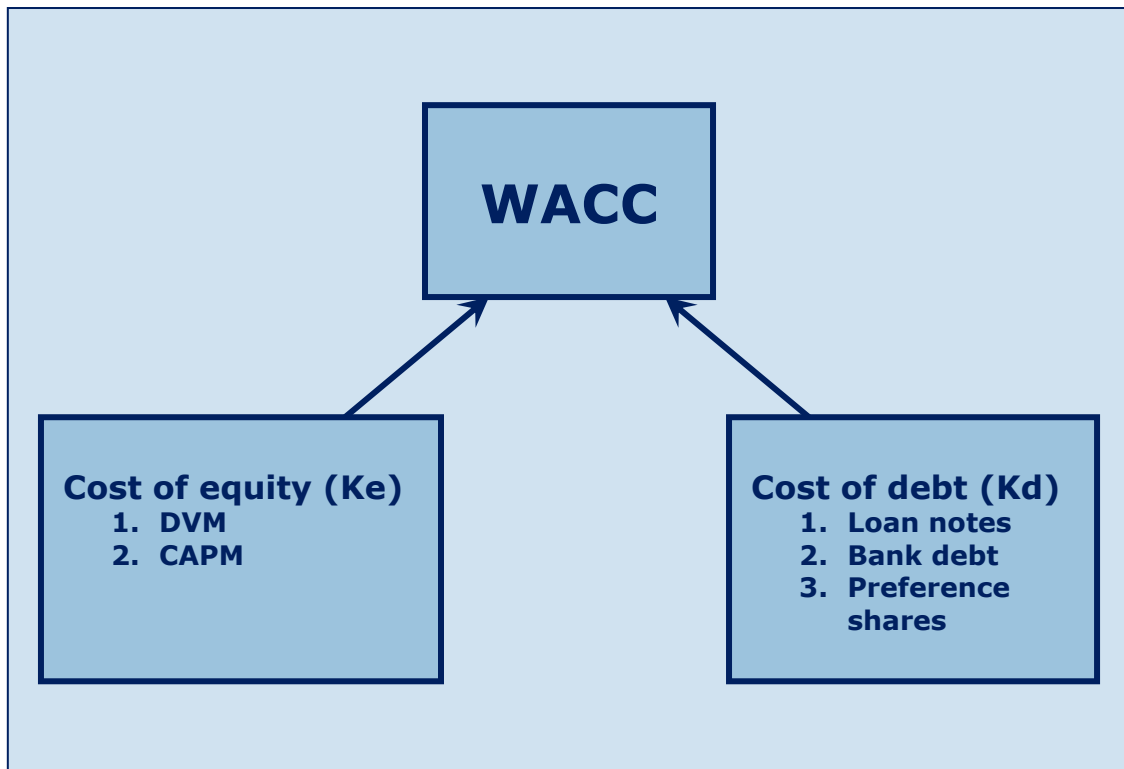 WACC
Cost of equity (Ke)
1. DVM
2. CAPM
Cost of debt (Kd)
1. Loan notes
2. Bank debt
3. Preference
shares